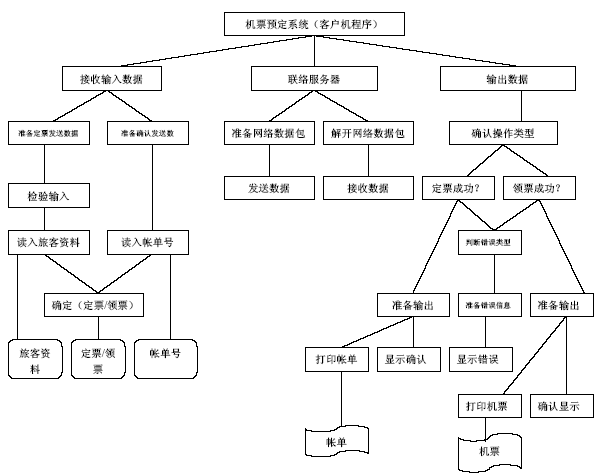 机票预定系统（客户机程序）
接收输入数据
联络服务器
输出数据
准备定票发送数据
准备确认发送数
准备网络数据包
解开网络数据包
确认操作类型
检验输入
发送数据
接收数据
定票成功？
领票成功？
读入旅客资料
读入帐单号
判断错误类型
确定（定票/领票）
准备输出
准备错误信息
准备输出
旅客资
料
定票/领
票
帐单号
打印帐单
显示确认
显示错误
打印机票
确认显示
帐单
机票